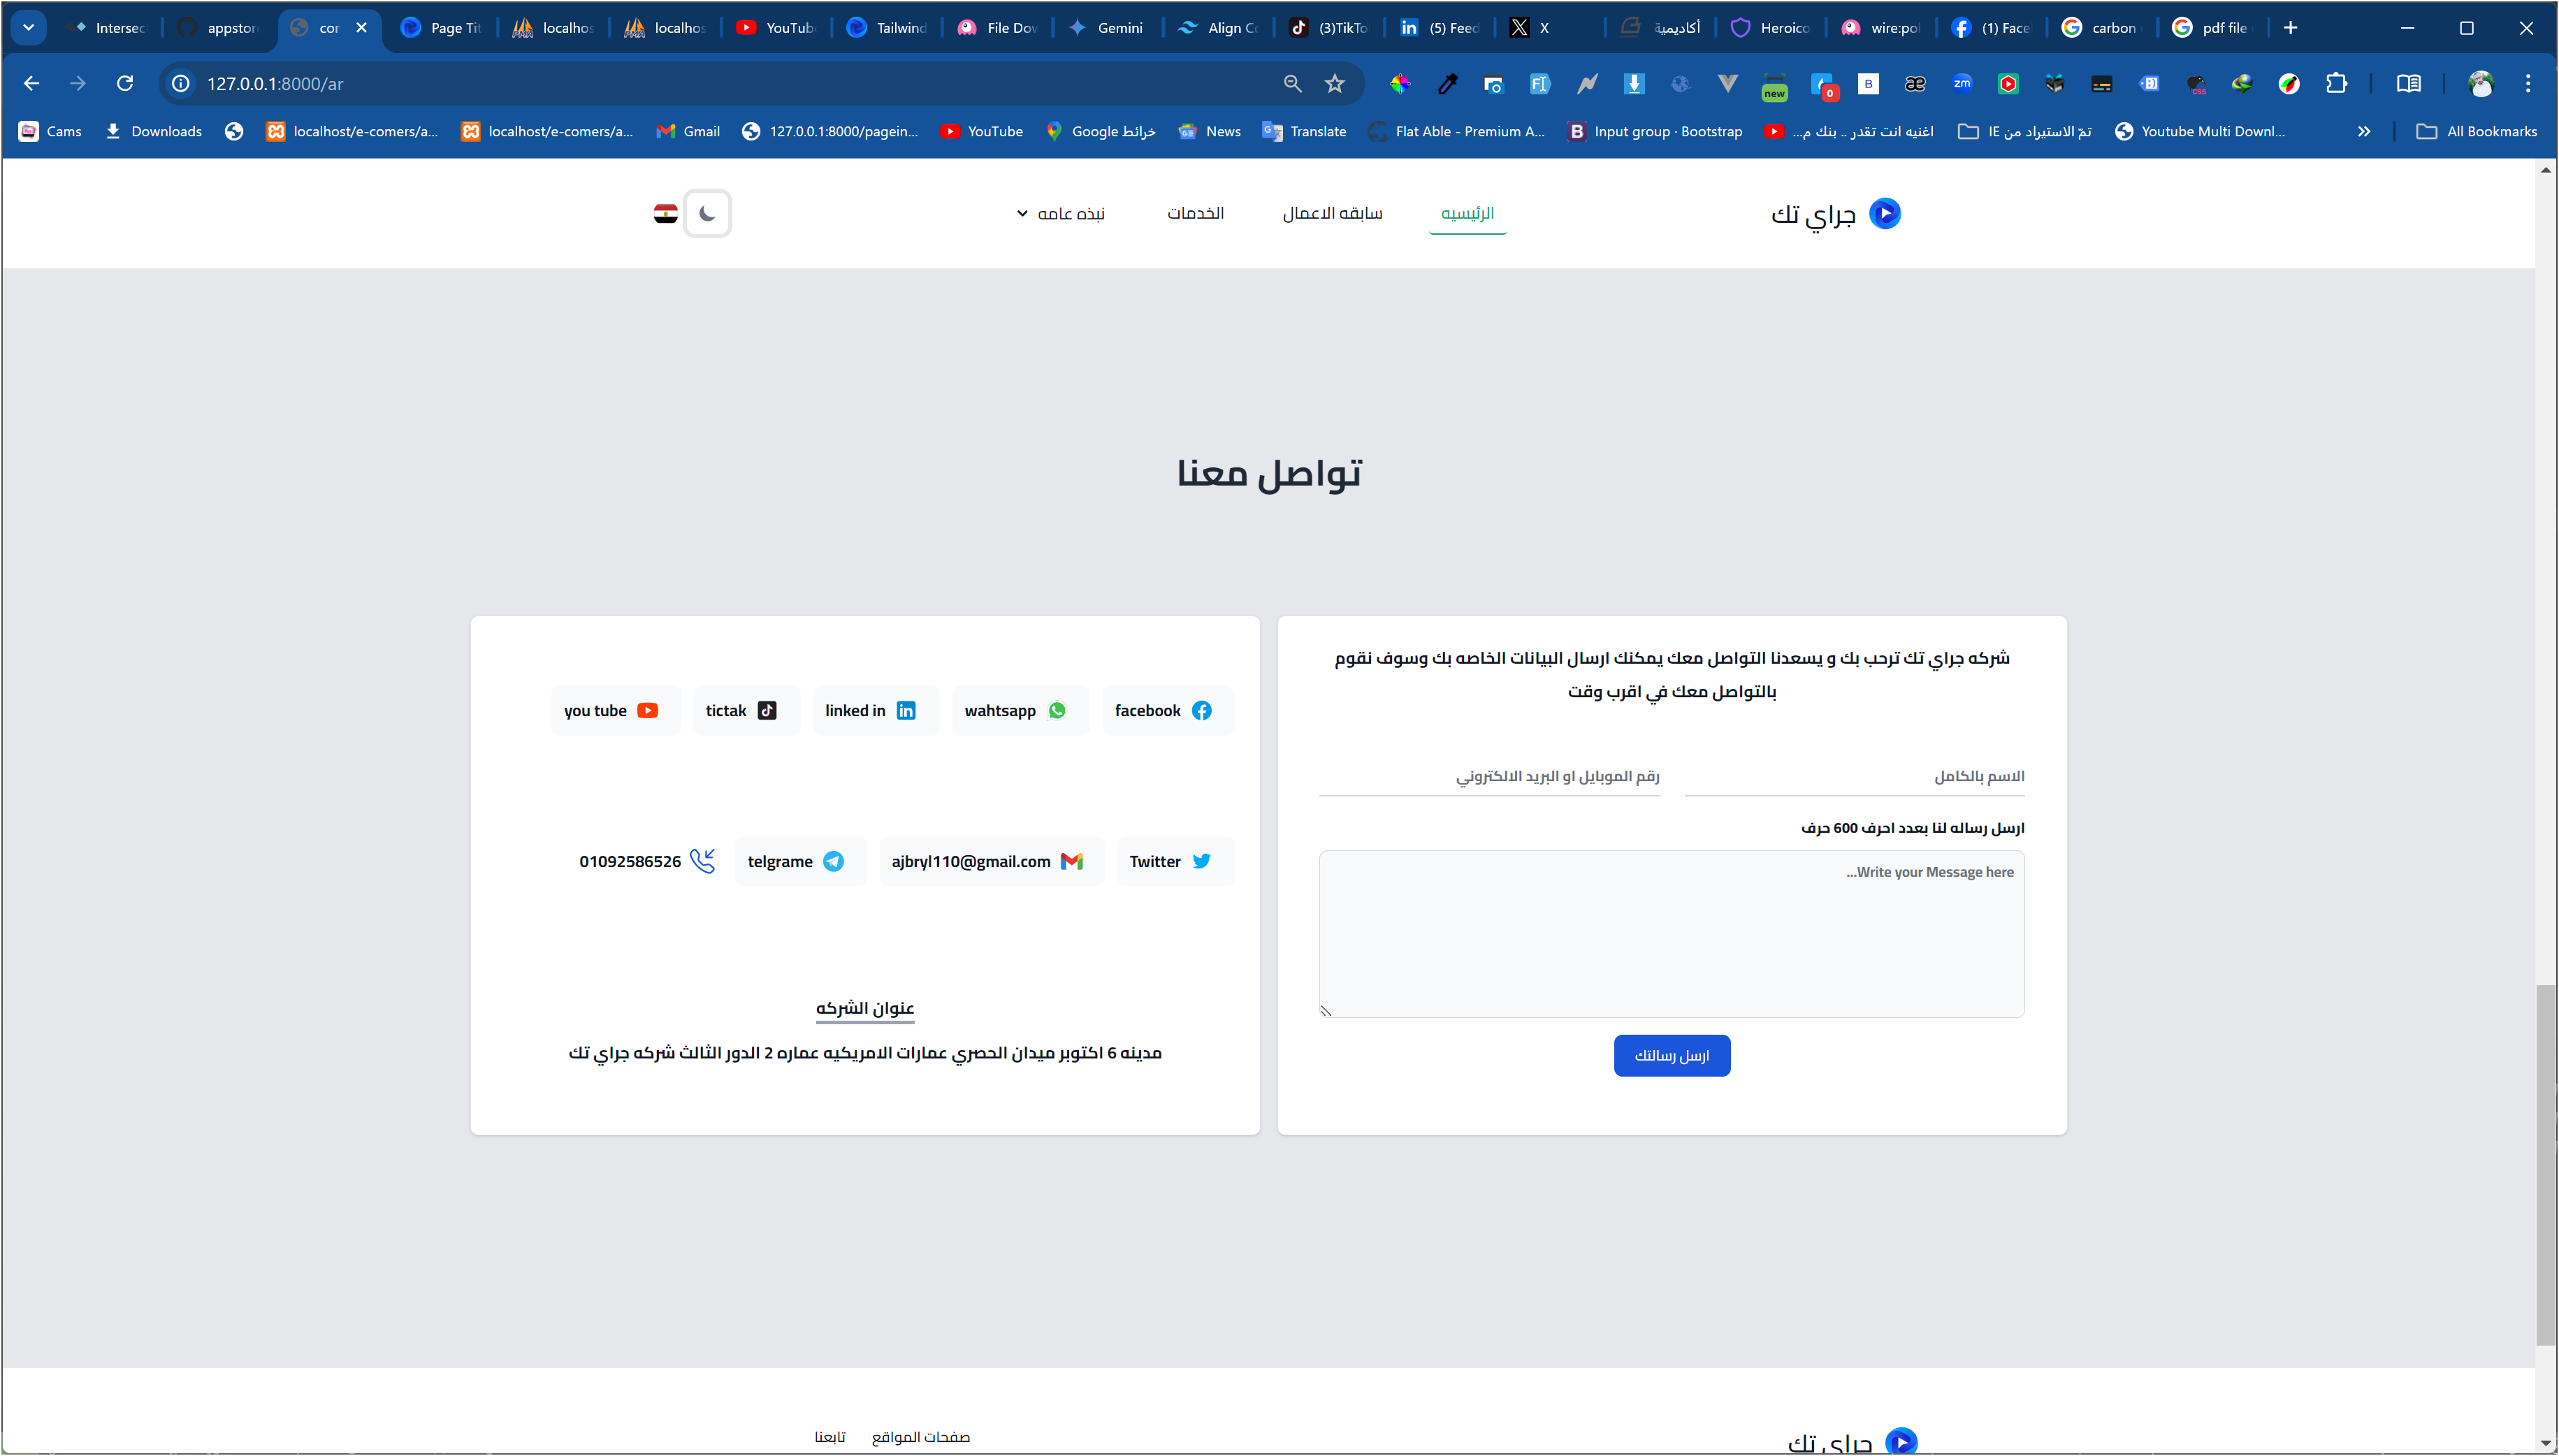 Intersec
appstor
cor
Page Tit
localhos
localhos
YouTub
Tailwind
File Dow
Gemini
Align Co
(3)TikTo
(5) Feed
X
أكاديمية
Heroico
wire:pol
(1) Face
carbon
pdf file
127.0.0.1:8000/ar
new
0
B
zm
css
Cams
Downloads
localhost/e-comers/a...
localhost/e-comers/a...
Gmail
127.0.0.1:8000/pagein...
YouTube
خرائط Google
News
Translate
Flat Able - Premium A...
Input group · Bootstrap
اغنيه انت تقدر .. بنك م...
تمّ الاستيراد من IE
Youtube Multi Downl...
All Bookmarks
جراي تك
الرئيسيه
سابقه الاعمال
الخدمات
نبذه عامه
تواصل معنا
شركه جراي تك ترحب بك و يسعدنا التواصل معك يمكنك ارسال البيانات الخاصه بك وسوف نقوم
بالتواصل معك في اقرب وقت
الاسم بالكامل
رقم الموبايل او البريد الالكتروني
ارسل رساله لنا بعدد احرف 600 حرف
Write your Message here...
ارسل رسالتك
facebook
wahtsapp
linked in
tictak
you tube
Twitter
ajbryl110@gmail.com
telgrame
01092586526
عنوان الشركه
مدينه 6 اكتوبر ميدان الحصري عمارات الامريكيه عماره 2 الدور الثالث شركه جراي تك
جراي تك
صفحات المواقع
تابعنا